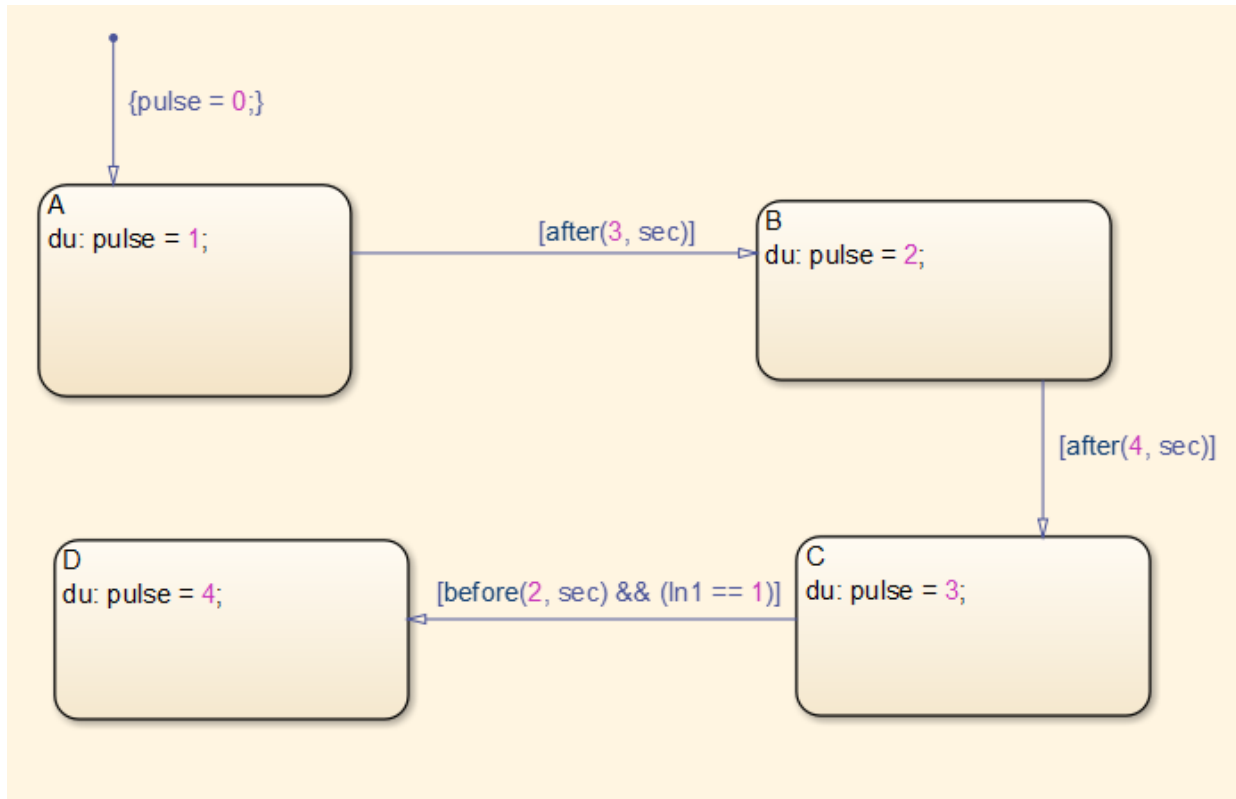 {pulse = 0;}
A
du: pulse = 1;
[after(3, sec)]
B
du: pulse = 2;
[after(4, sec)]
D
du: pulse = 4;
[before(2, sec) && (In1 == 1)]
C
du: pulse = 3;